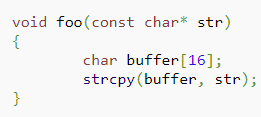 void foo(const char* str)
{
        char buffer[16];
        strcpy(buffer, str);
}